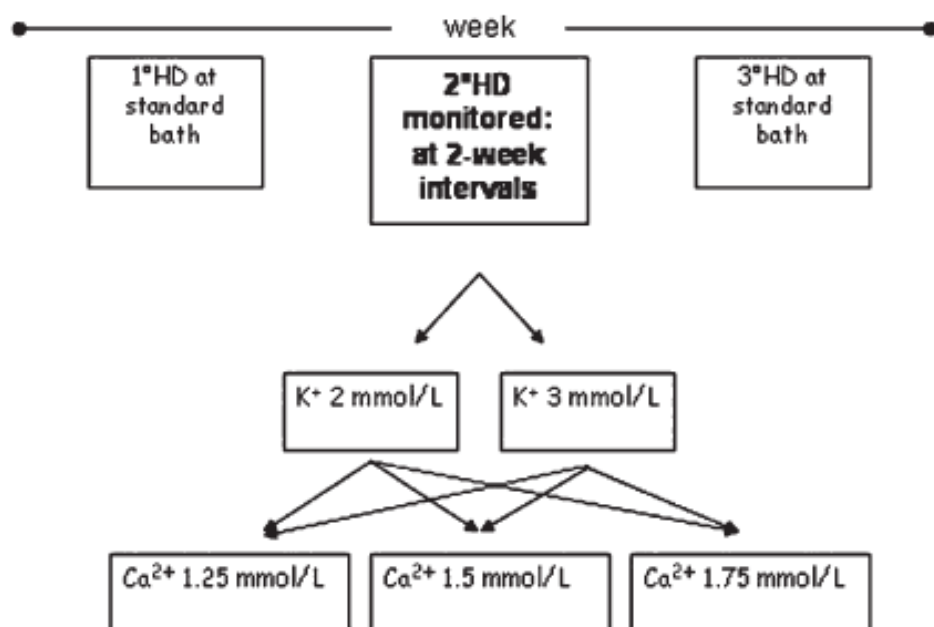 week
1°HD at
standard
bath
2°HD
monitored:
at 2-week
intervals
3°HD at
standard
bath
K⁺ 2 mmol/L
K⁺ 3 mmol/L
Ca²⁺ 1.25 mmol/L
Ca²⁺ 1.5 mmol/L
Ca²⁺ 1.75 mmol/L